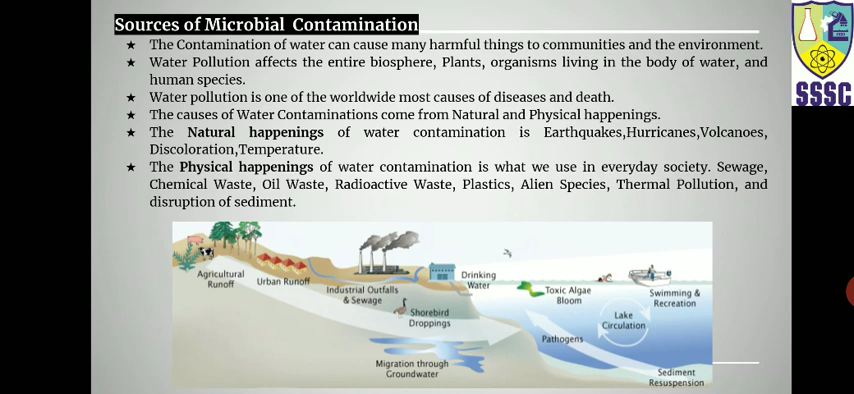 Sources of Microbial Contamination
★ The Contamination of water can cause many harmful things to communities and the environment.
★ Water Pollution affects the entire biosphere, Plants, organisms living in the body of water, and
human species.
★ Water pollution is one of the worldwide most causes of diseases and death.
★ The causes of Water Contaminations come from Natural and Physical happenings.
★ The Natural happenings of water contamination is Earthquakes,Hurricanes,Volcanoes,
Discoloration,Temperature.
★ The Physical happenings of water contamination is what we use in everyday society. Sewage,
Chemical Waste, Oil Waste, Radioactive Waste, Plastics, Alien Species, Thermal Pollution, and
disruption of sediment.
SSSC
Agricultural
Runoff
Urban Runoff
Industrial Outfalls
& Sewage
Drinking
Water
Shorebird
Droppings
Toxic Algae
Bloom
Swimming &
Recreation
Lake
Circulation
Pathogens
Migration through
Groundwater
Sediment
Resuspension